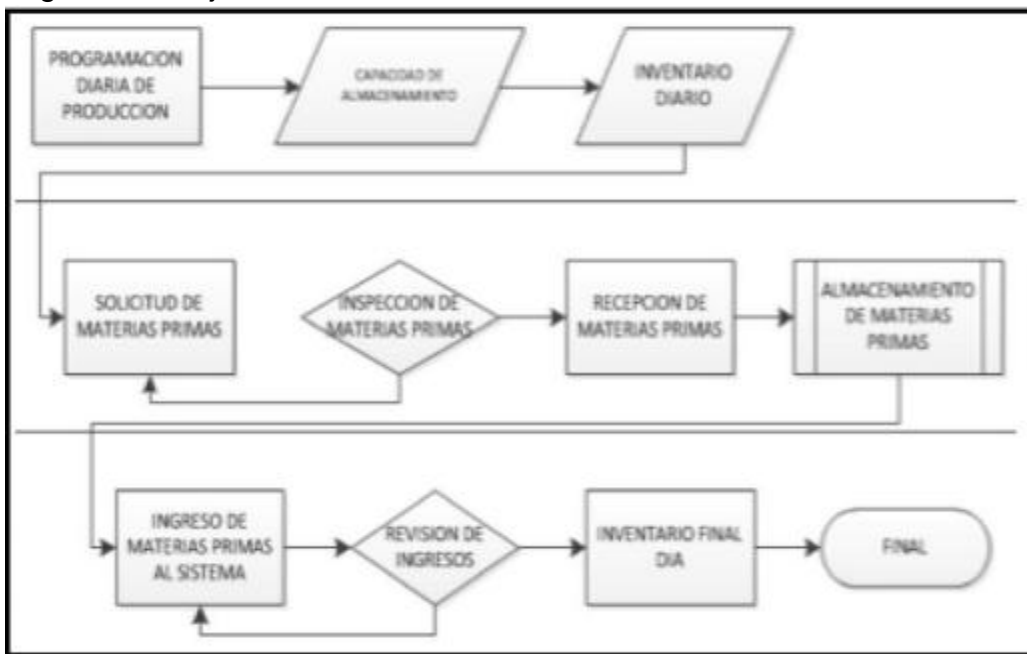 PROGRAMACION
DIARIA DE
PRODUCCION
CAPACIDAD DE
ALMACENAMIENTO
INVENTARIO
DIARIO
SOLICITUD DE
MATERIAS PRIMAS
INSPECCION DE
MATERIAS PRIMAS
RECEPCION DE
MATERIAS PRIMAS
ALMACENAMIENTO
DE MATERIAS
PRIMAS
INGRESO DE
MATERIAS PRIMAS
AL SISTEMA
REVISION DE
INGRESOS
INVENTARIO FINAL
DIA
FINAL